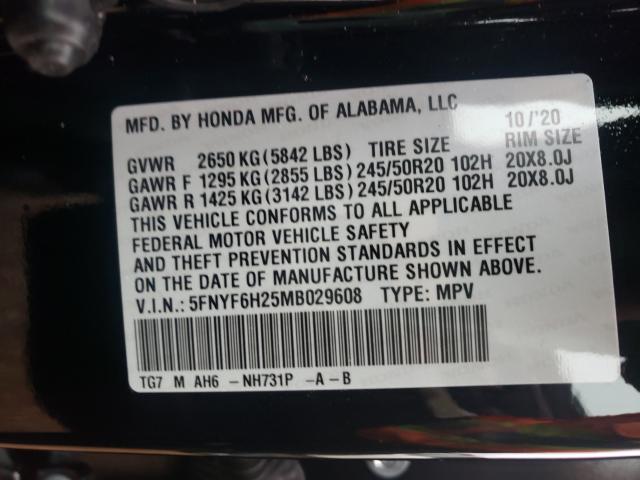 MFD. BY HONDA MFG. OF ALABAMA, LLC 10/'20
GVWR 2650 KG(5842 LBS) TIRE SIZE RIM SIZE
GAWR F 1295 KG(2855 LBS) 245/50R20 102H 20X8.0J
GAWR R 1425 KG(3142 LBS) 245/50R20 102H 20X8.0J
THIS VEHICLE CONFORMS TO ALL APPLICABLE
FEDERAL MOTOR VEHICLE SAFETY
AND THEFT PREVENTION STANDARDS IN EFFECT
ON THE DATE OF MANUFACTURE SHOWN ABOVE.
V.I.N.: 5FNYF6H25MB029608 TYPE: MPV
TG7 M AH6 -NH731P -A-B